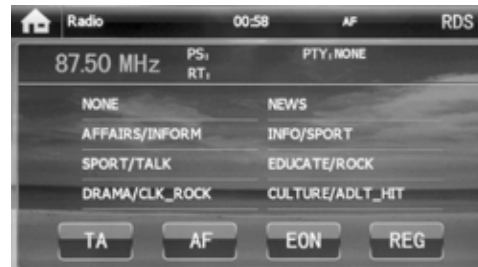 Radio 00:58 AF RDS
87.50 MHz PS: PTY: NONE
RT:
NONE NEWS
AFFAIRS/INFORM INFO/SPORT
SPORT/TALK EDUCATE/ROCK
DRAMA/CLK_ROCK CULTURE/ADLT_HIT
TA AF EON REG